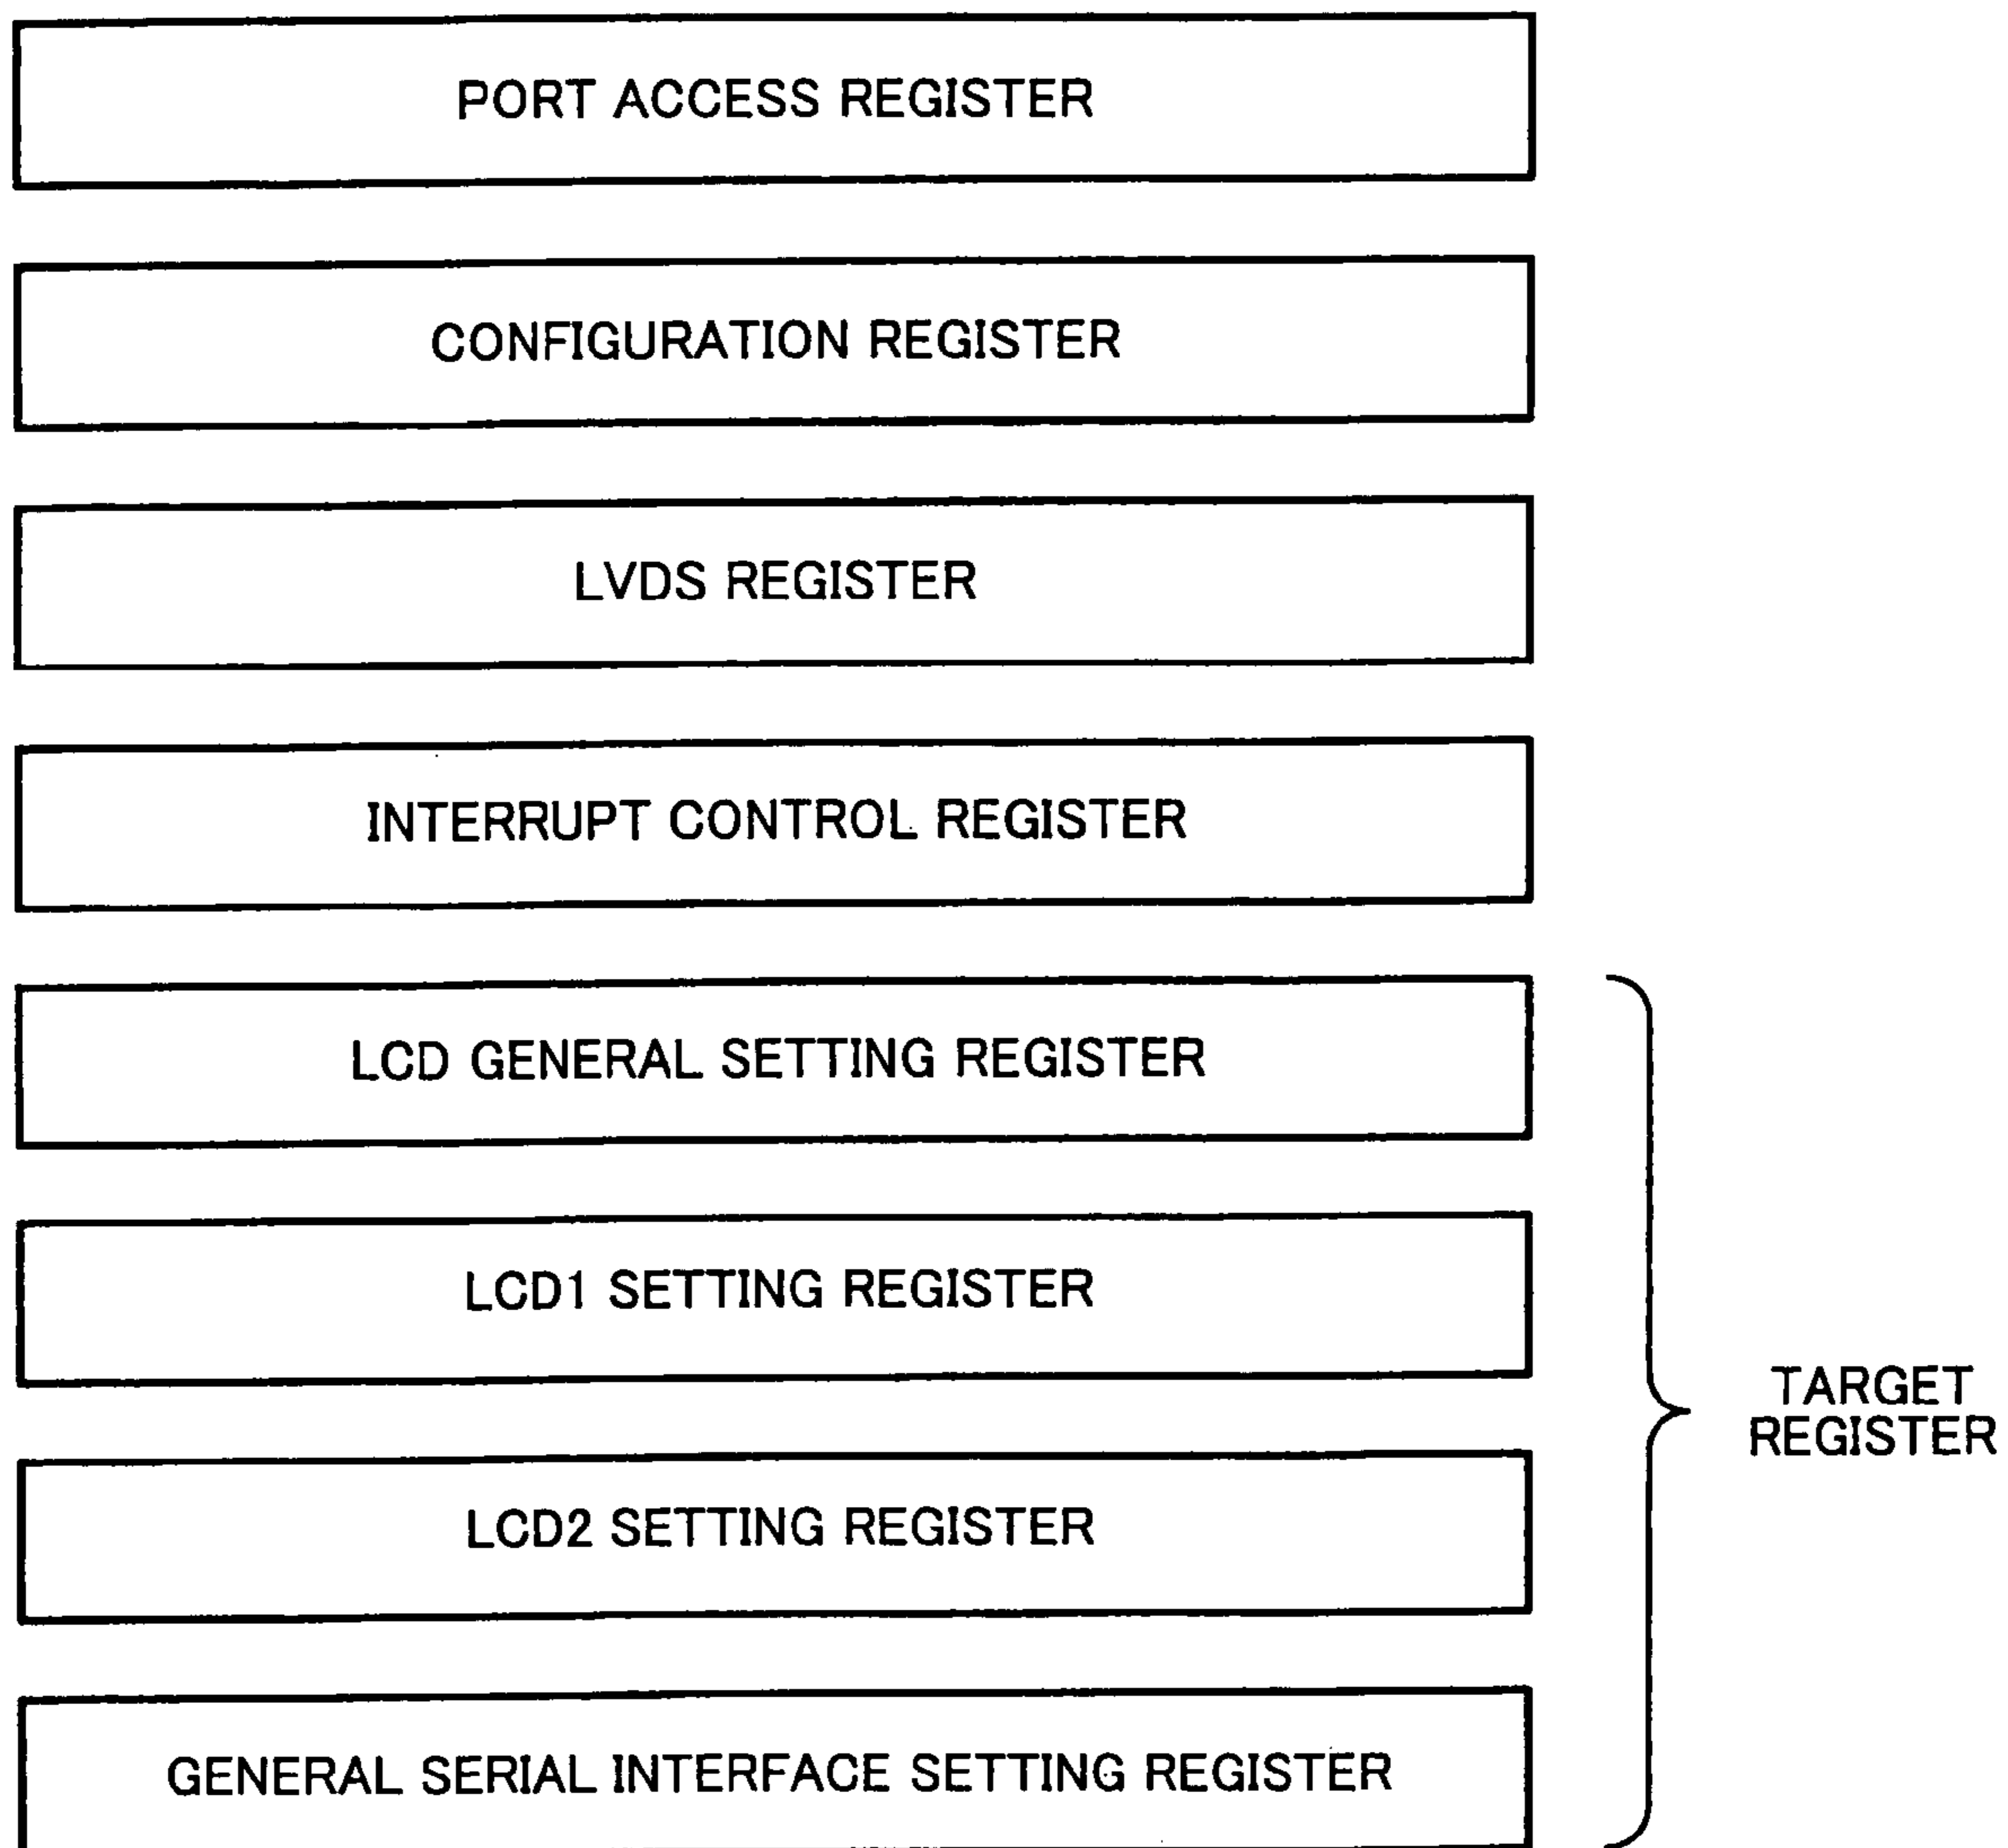 PORT ACCESS REGISTER
CONFIGURATION REGISTER
LVDS REGISTER
INTERRUPT CONTROL REGISTER
LCD GENERAL SETTING REGISTER
LCD1 SETTING REGISTER
LCD2 SETTING REGISTER
GENERAL SERIAL INTERFACE SETTING REGISTER
TARGET
REGISTER